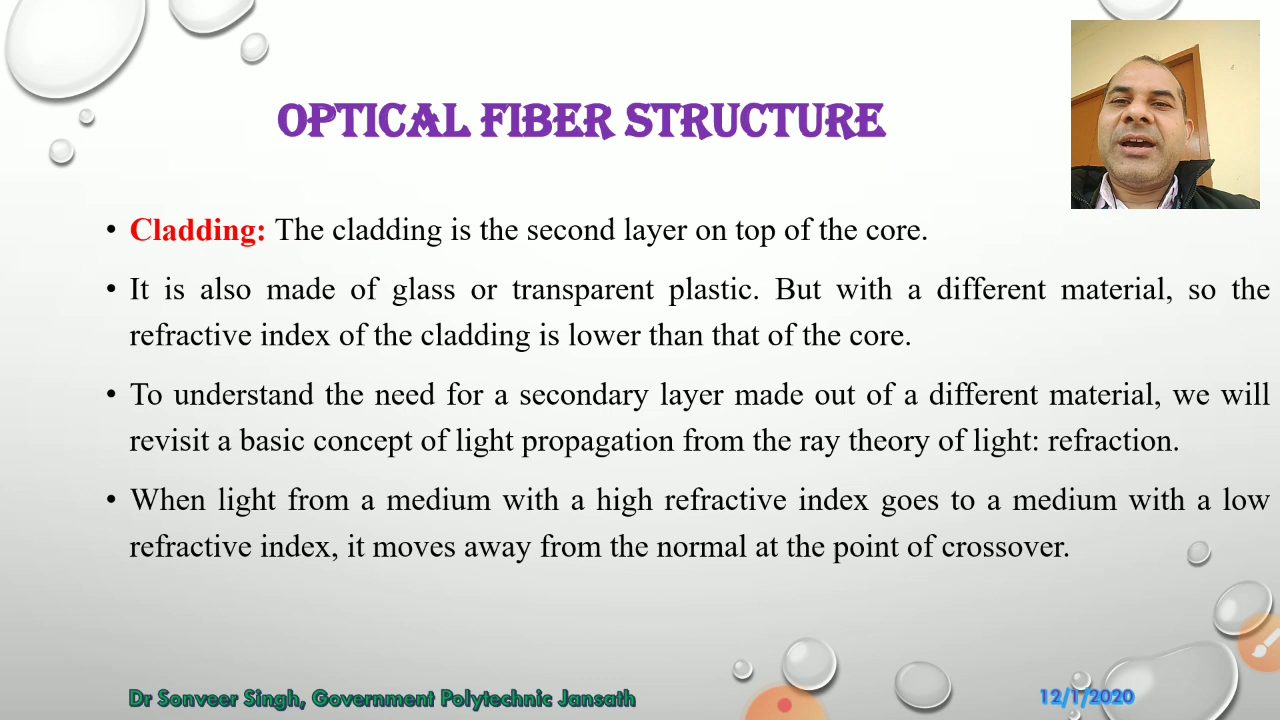 OPTICAL FIBER STRUCTURE
• Cladding: The cladding is the second layer on top of the core.
• It is also made of glass or transparent plastic. But with a different material, so the
refractive index of the cladding is lower than that of the core.
• To understand the need for a secondary layer made out of a different material, we will
revisit a basic concept of light propagation from the ray theory of light: refraction.
• When light from a medium with a high refractive index goes to a medium with a low
refractive index, it moves away from the normal at the point of crossover.
Dr Sonveer Singh, Government Polytechnic Jansath
12/1/2020